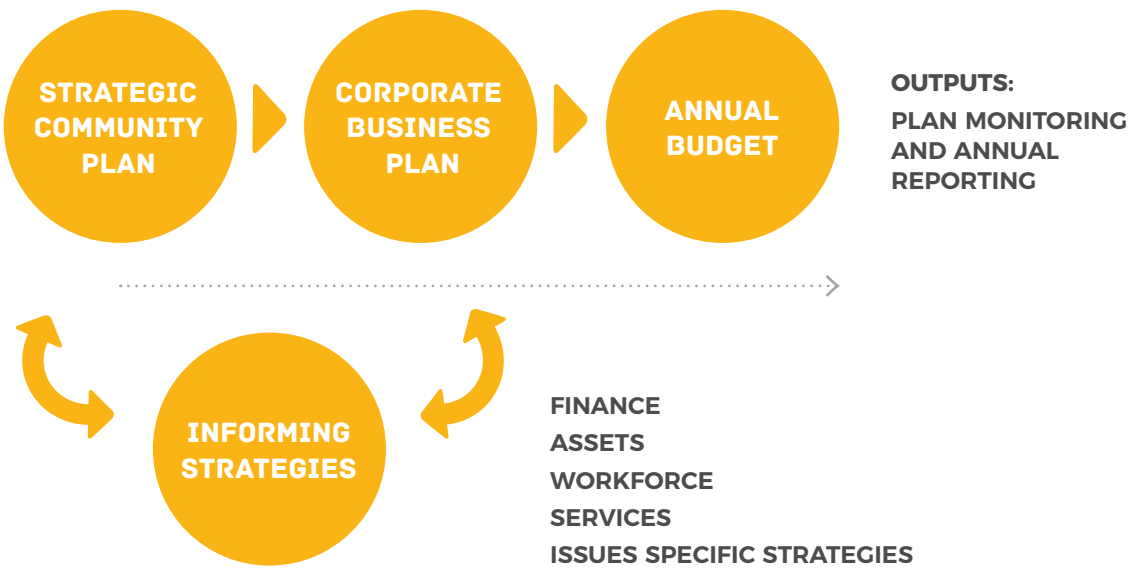 STRATEGIC
COMMUNITY
PLAN
CORPORATE
BUSINESS
PLAN
ANNUAL
BUDGET
OUTPUTS:
PLAN MONITORING
AND ANNUAL
REPORTING
INFORMING
STRATEGIES
FINANCE
ASSETS
WORKFORCE
SERVICES
ISSUES SPECIFIC STRATEGIES